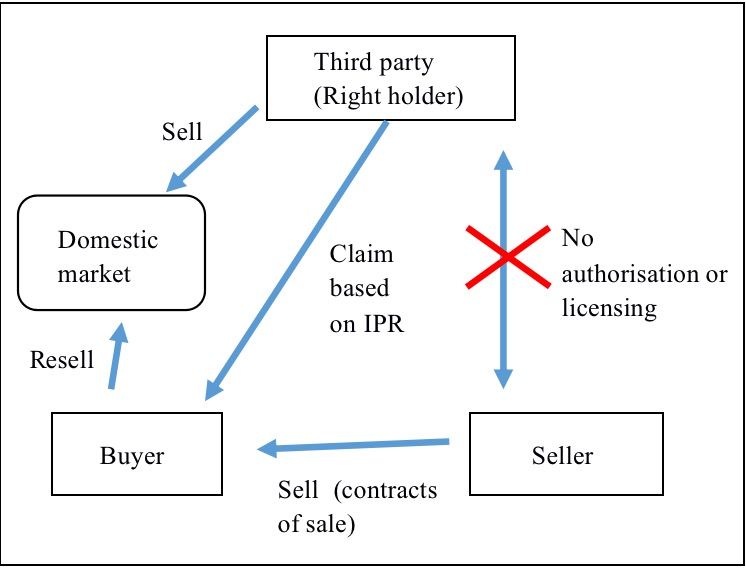 Third party
(Right holder)
Sell
Domestic
market
Claim
based
on IPR
No
authorisation or
licensing
Resell
Buyer
Seller
Sell (contracts
of sale)